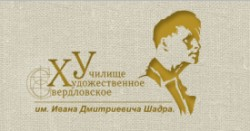 Училище
Художественное
Свердловское
им. Ивана Дмитриевича Шадра.